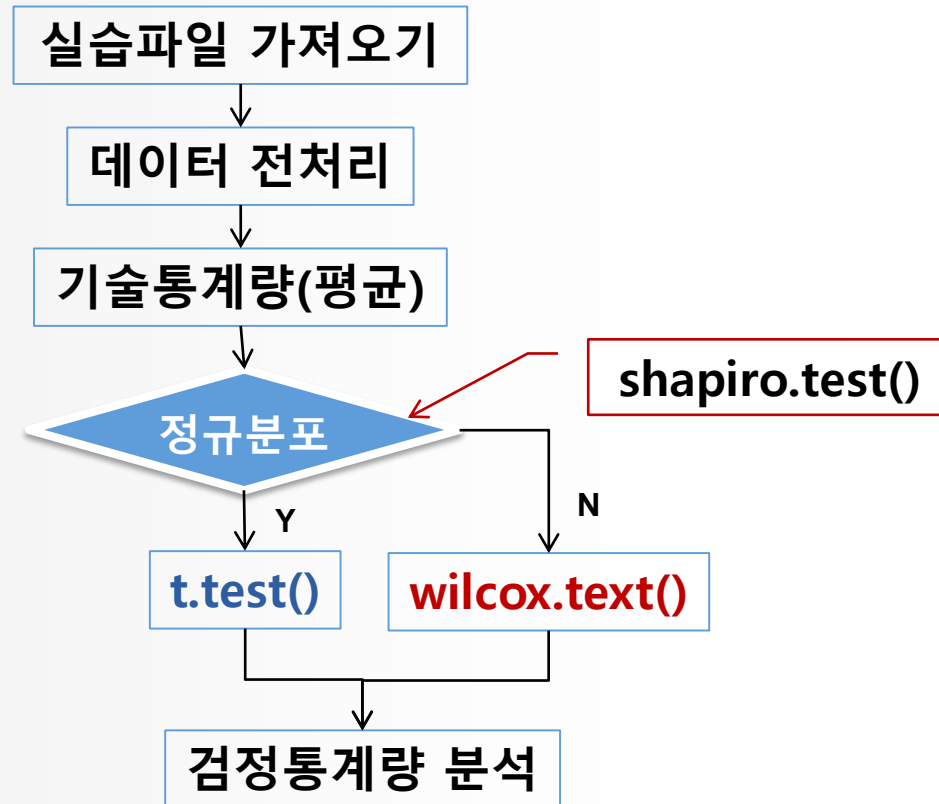 실습파일 가져오기
데이터 전처리
기술통계량(평균)
shapiro.test()
정규분포
Y
N
t.test()
wilcox.text()
검정통계량 분석